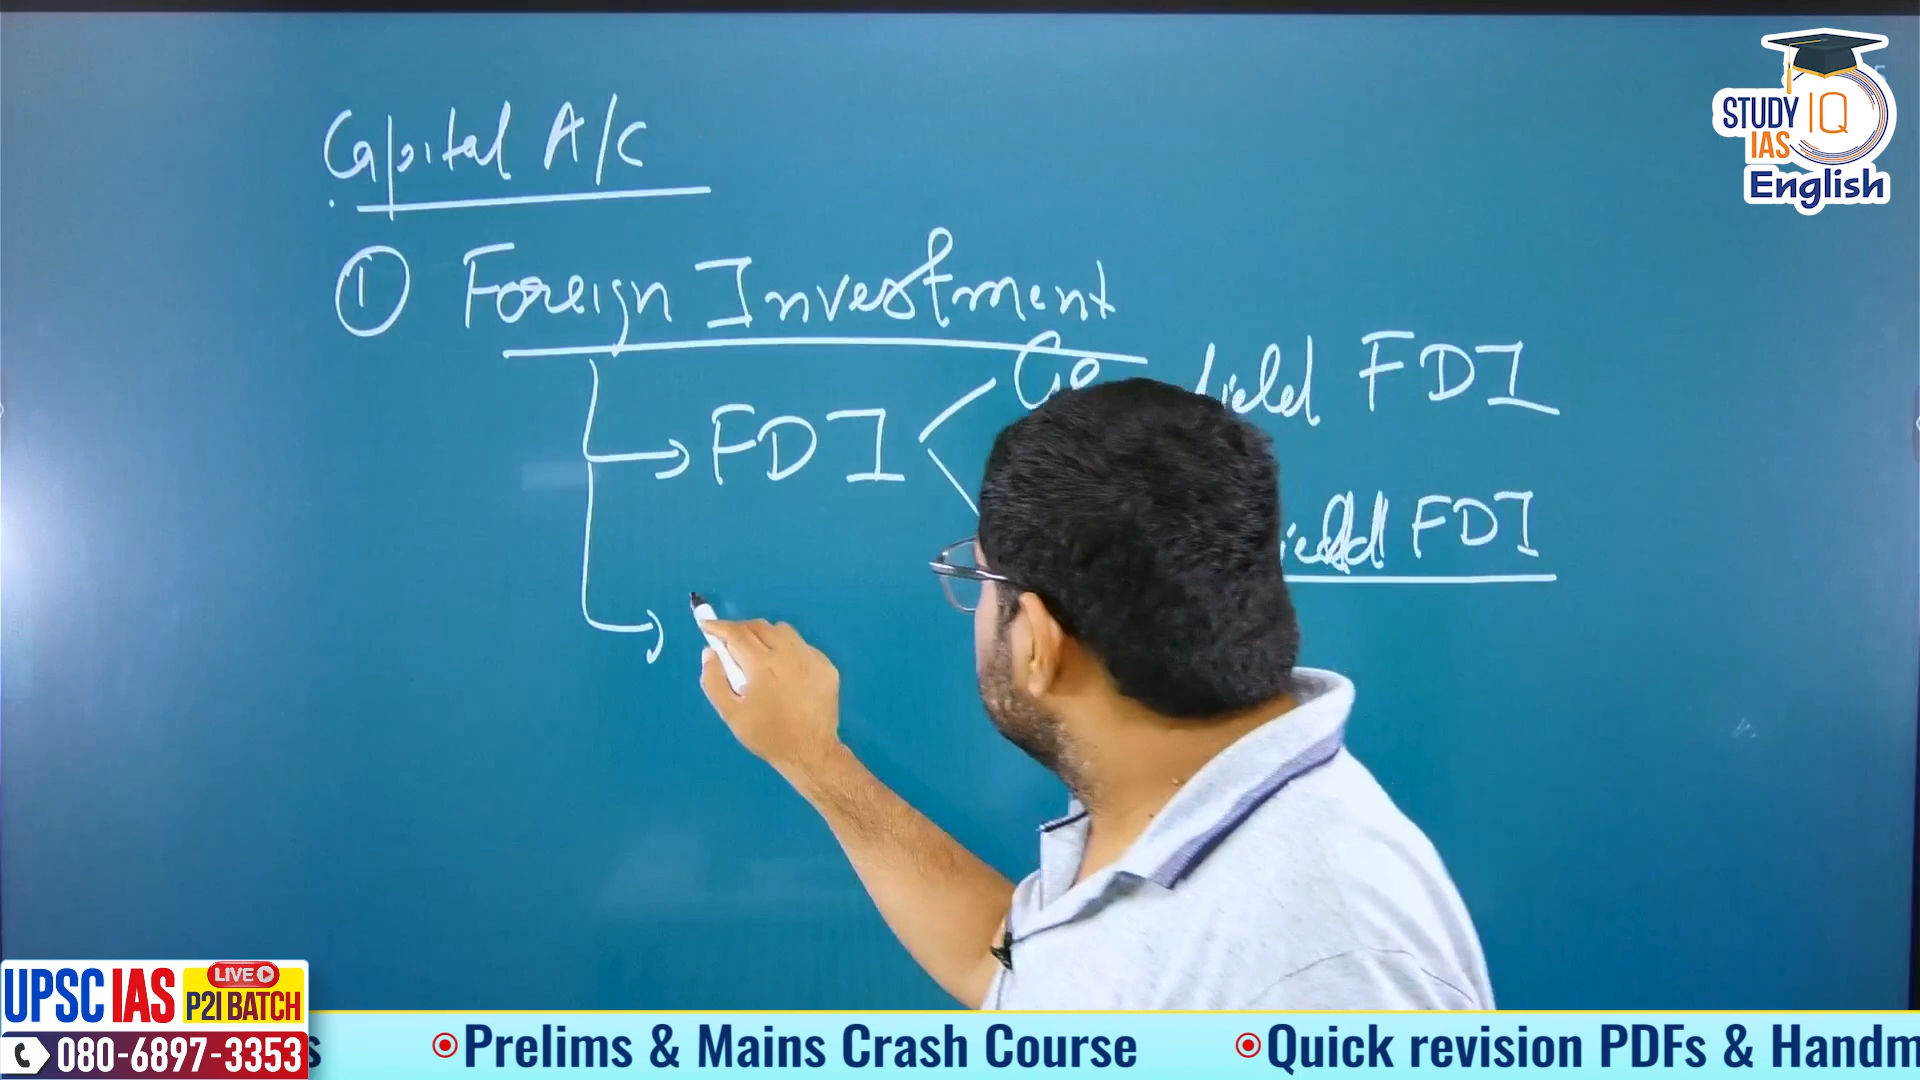 STUDY IQ
IAS
English
Capital A/C
① Foreign Investment
field FDI
FDI
field FDI
UPSC IAS LIVE P2I BATCH
080-6897-3353
Prelims & Mains Crash Course
Quick revision PDFs &